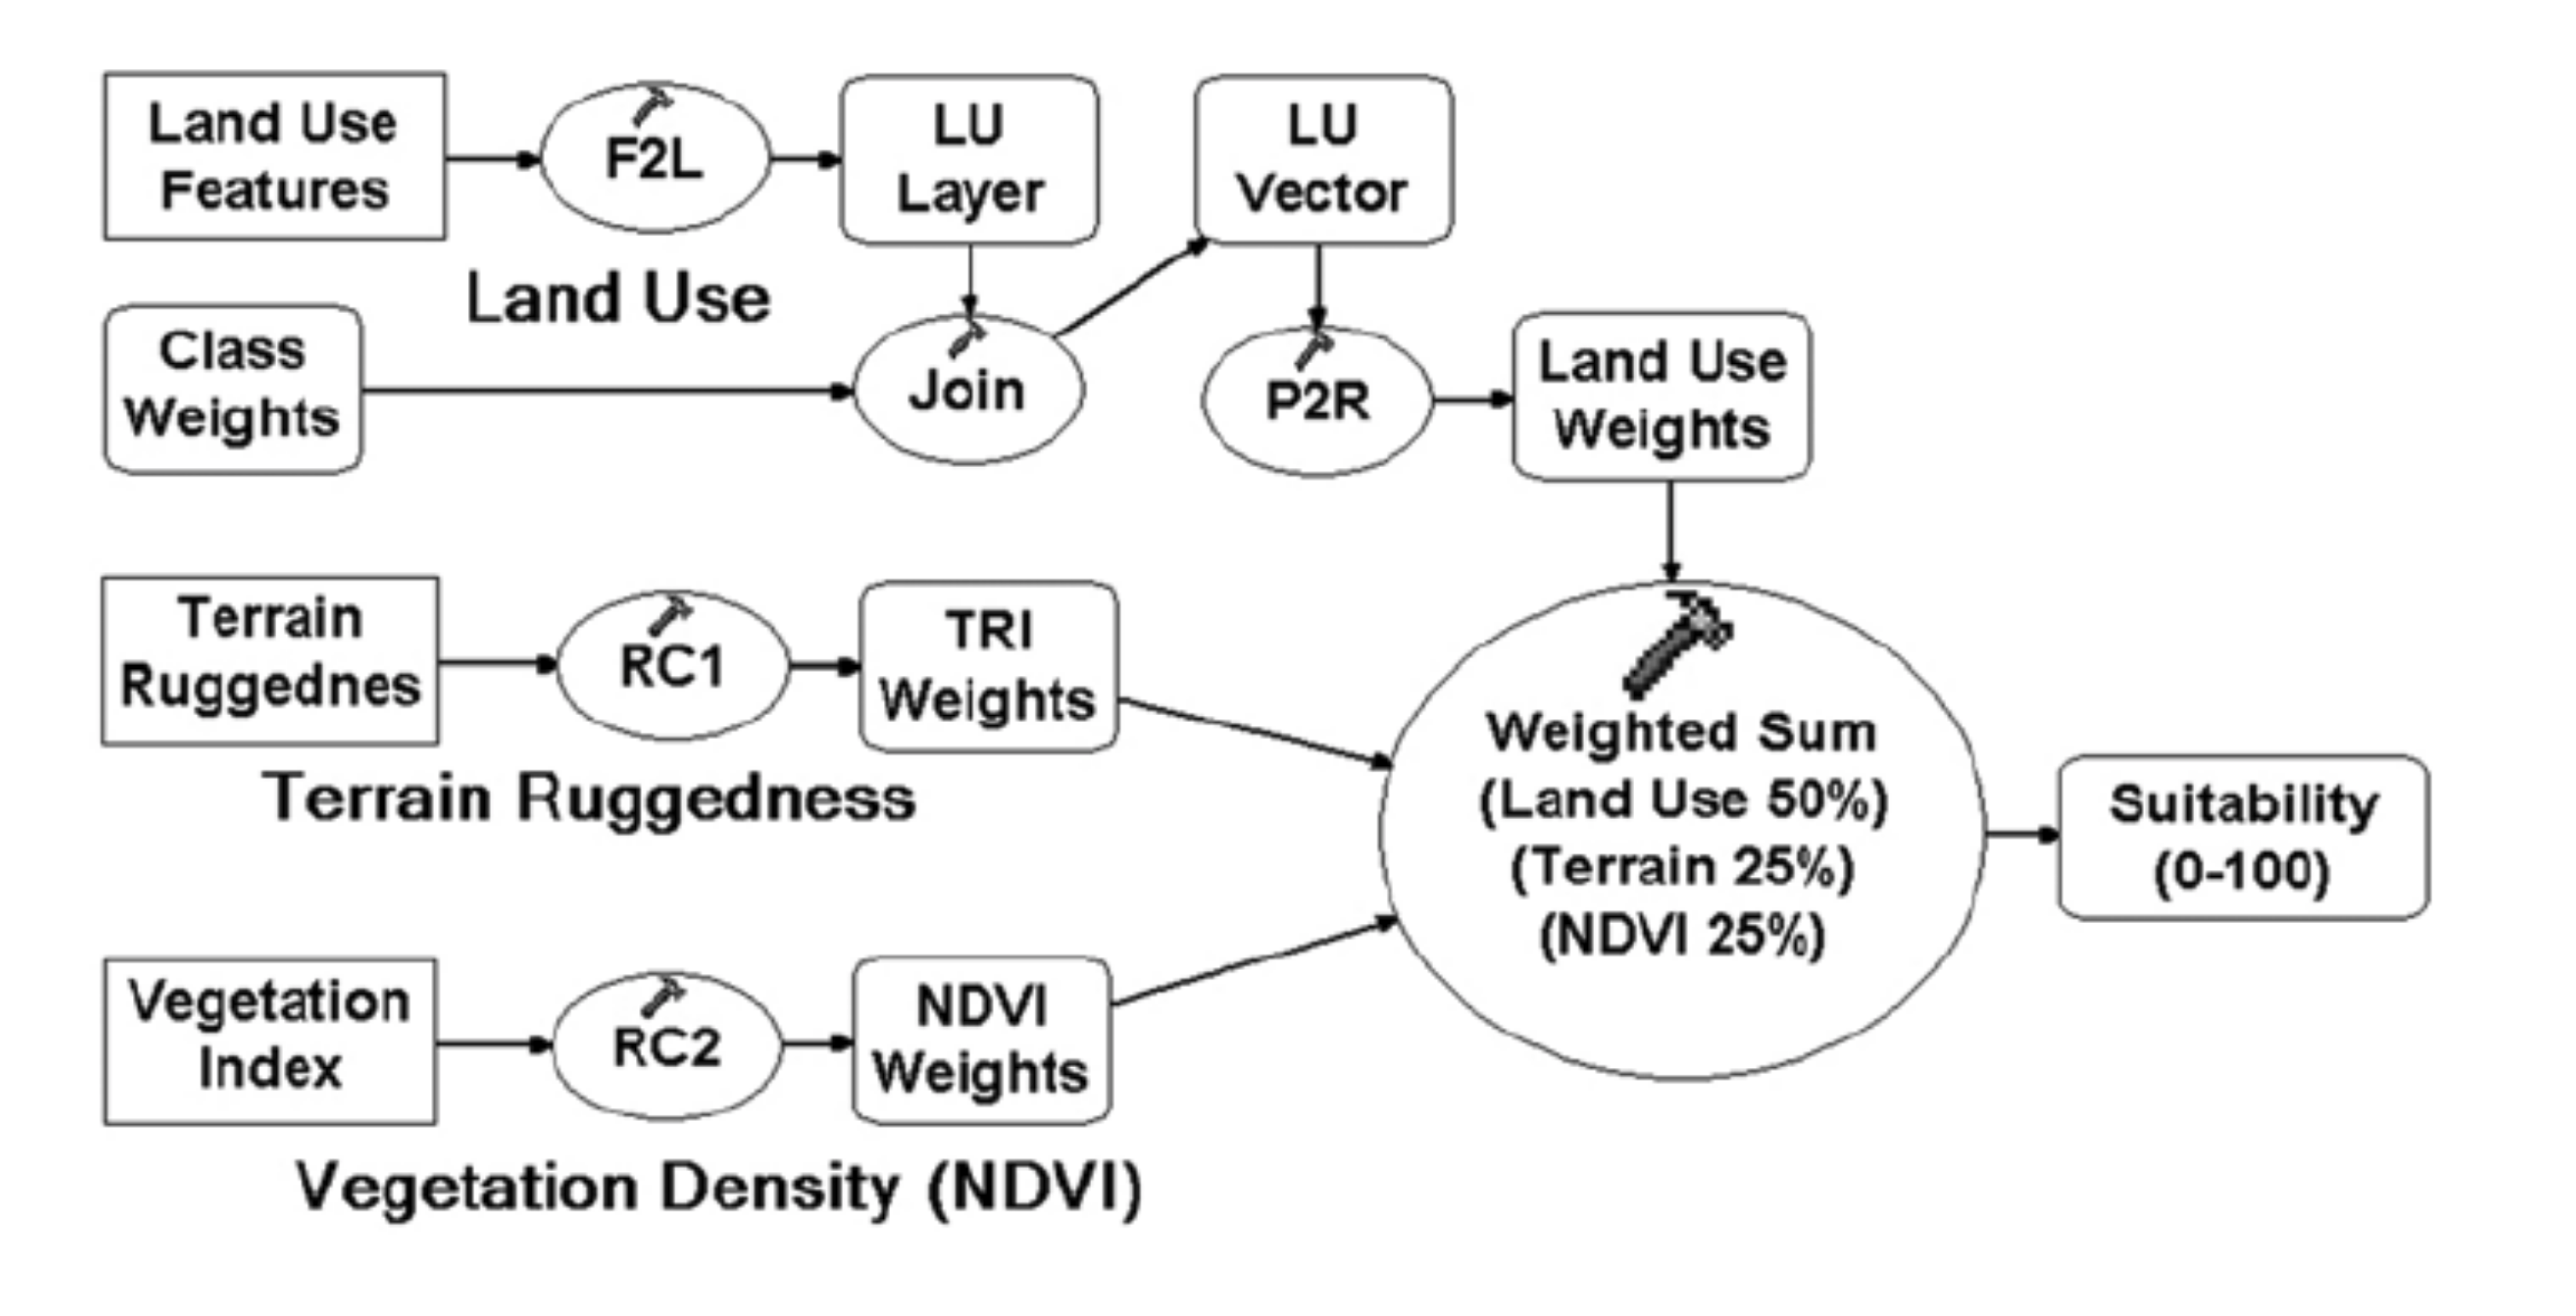 Land Use
Features
F2L
LU
Layer
LU
Vector
Land Use
Class
Weights
Join
P2R
Land Use
Weights
Terrain
Ruggednes
RC1
TRI
Weights
Terrain Ruggedness
Weighted Sum
(Land Use 50%)
(Terrain 25%)
(NDVI 25%)
Suitability
(0-100)
Vegetation
Index
RC2
NDVI
Weights
Vegetation Density (NDVI)